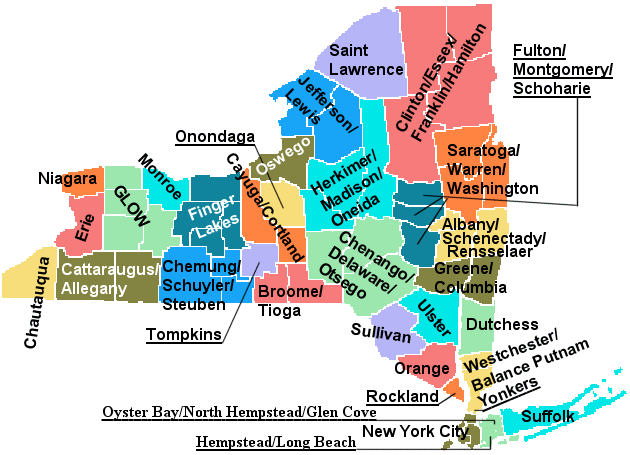 Saint
Lawrence
Clinton/Essex/
Franklin/Hamilton
Fulton/
Montgomery/
Schoharie
Jefferson/
Lewis
Onondaga
Oswego
Saratoga/
Warren/
Washington
Niagara
Monroe
GLOW
Erie
Finger
Lakes
Cayuga/Cortland
Herkimer/
Madison/
Oneida
Albany/
Schenectady/
Rensselaer
Chautauqua
Cattaraugus/
Allegany
Chemung/
Schuyler/
Steuben
Tompkins
Broome/
Tioga
Chenango/
Delaware/
Otsego
Greene/
Columbia
Sullivan
Ulster
Dutchess
Orange
Westchester/
Balance Putnam
Yonkers
Rockland
Oyster Bay/North Hempstead/Glen Cove
Suffolk
New York City
Hempstead/Long Beach